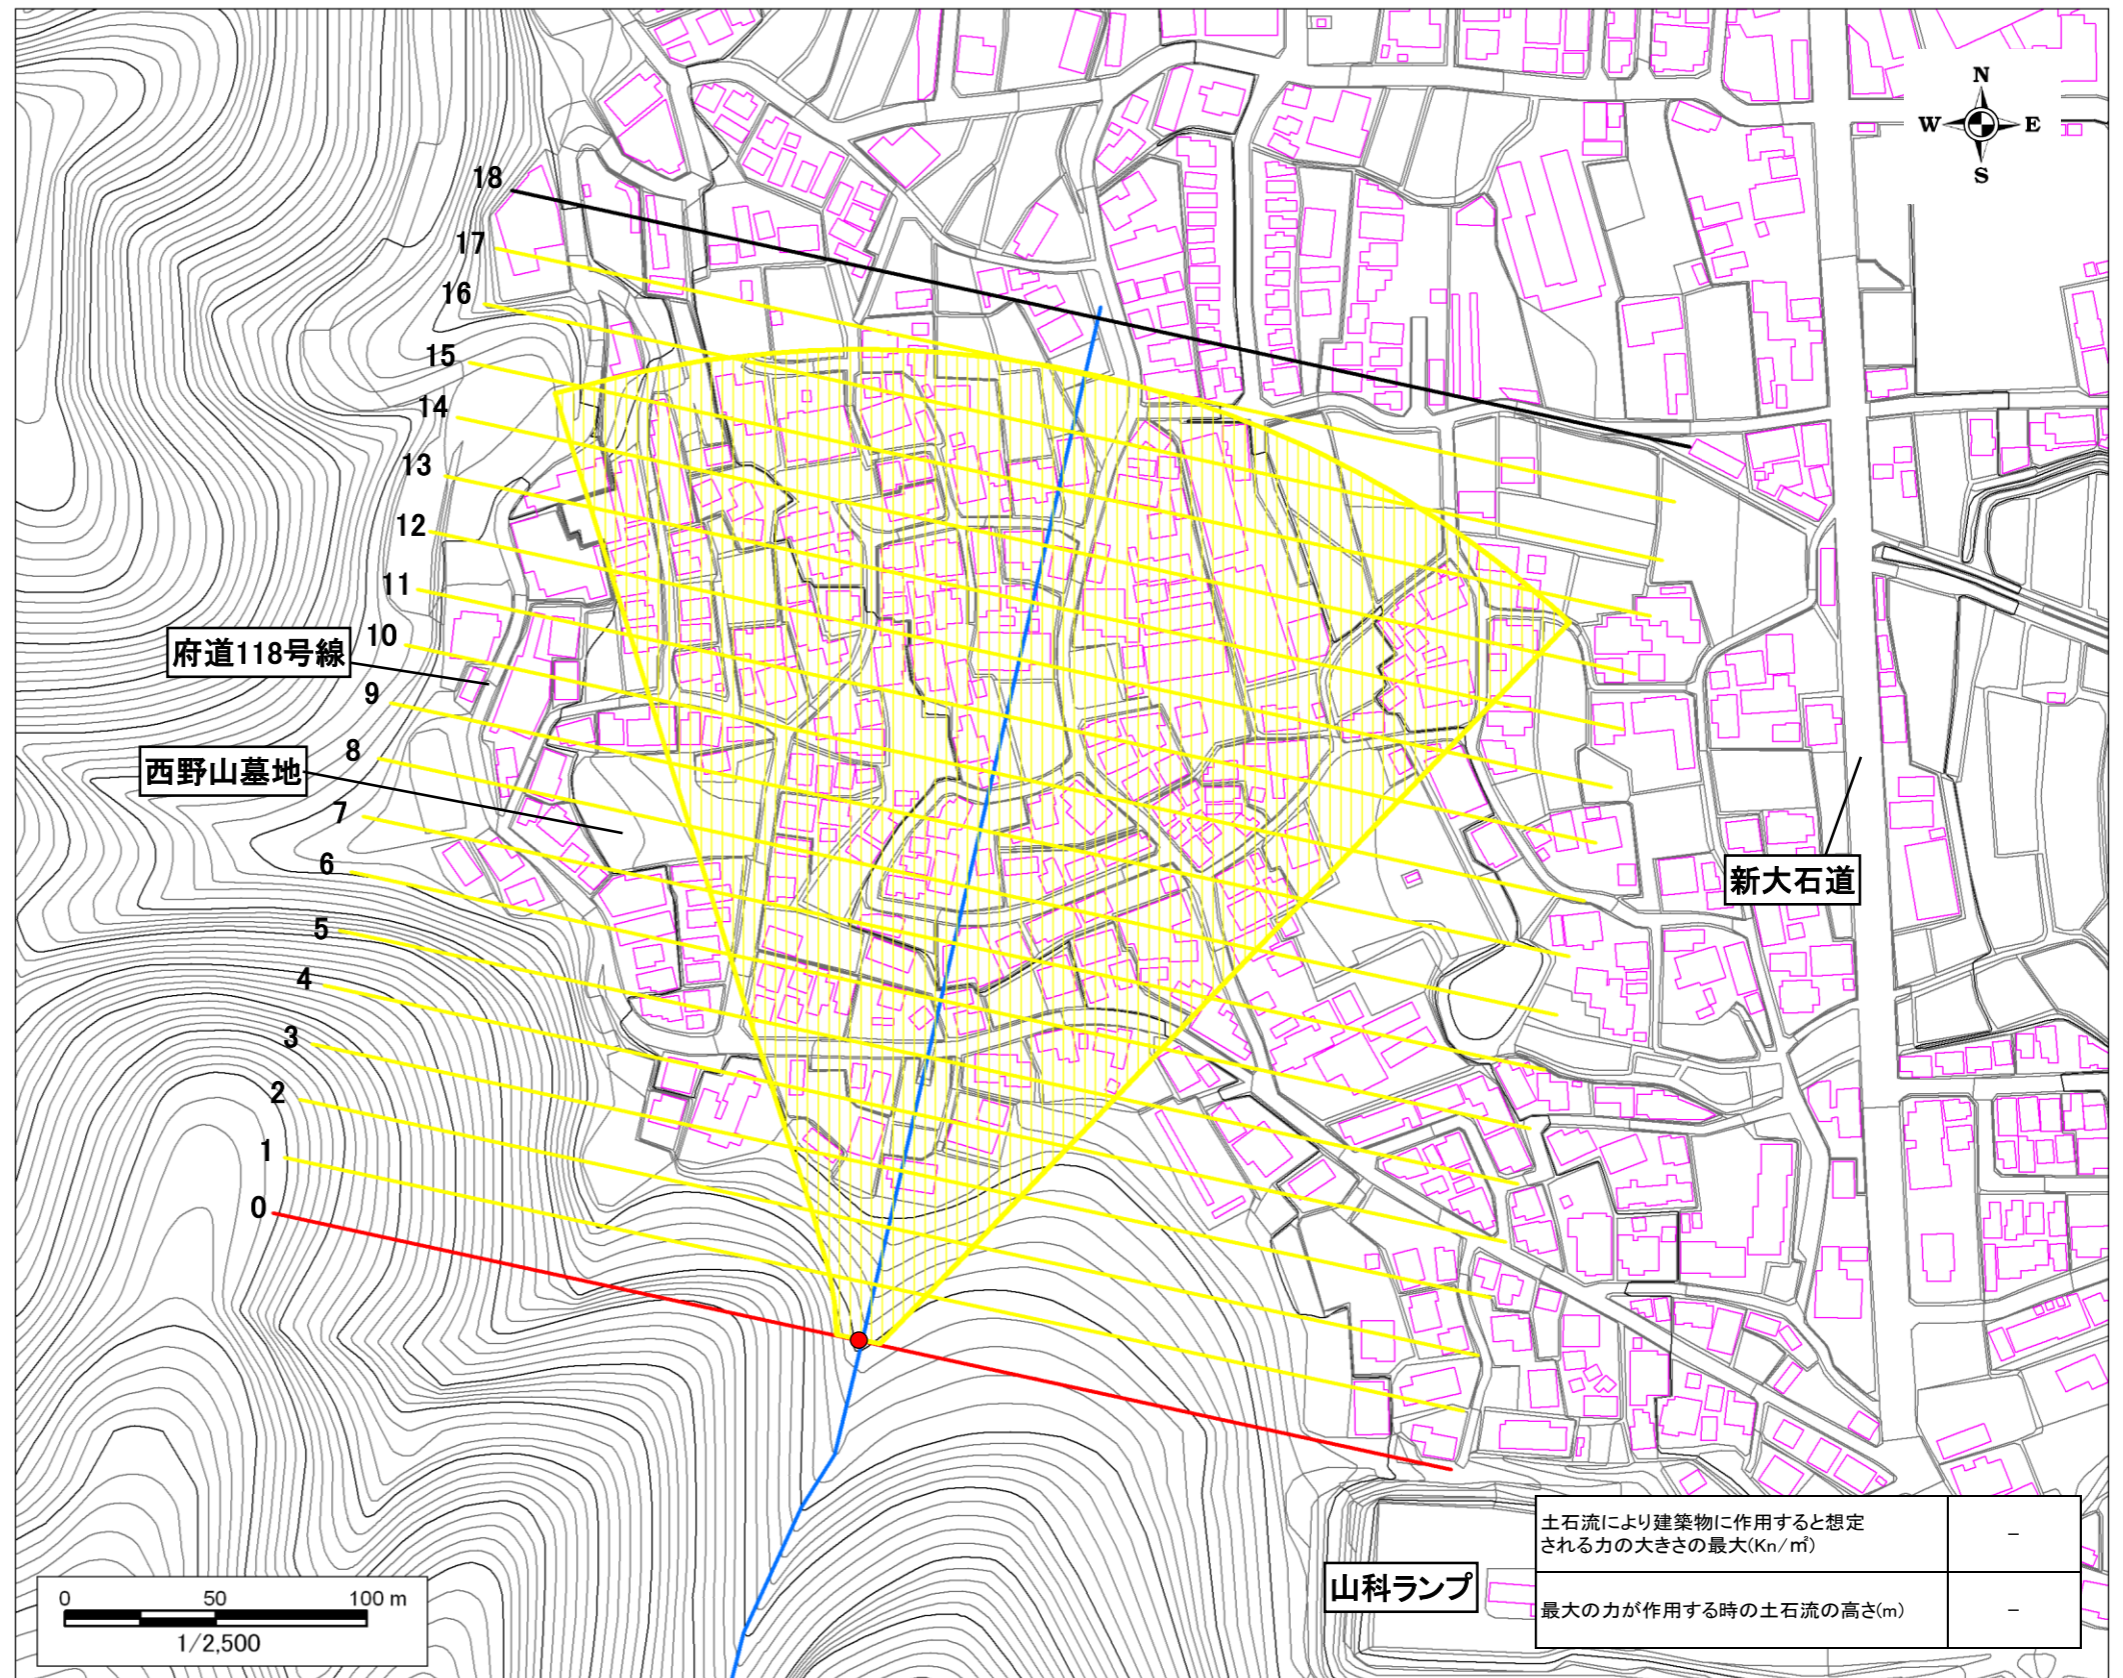 N
W E
S
18
17
16
15
14
13
12
11
10
9
8
7
6
5
4
3
2
1
0
府道118号線
西野山墓地
新大石道
山科ランプ
土石流により建築物に作用すると想定
される力の大きさの最大(Kn/㎡) －
最大の力が作用する時の土石流の高さ(m) －
0 50 100 m
1/2,500